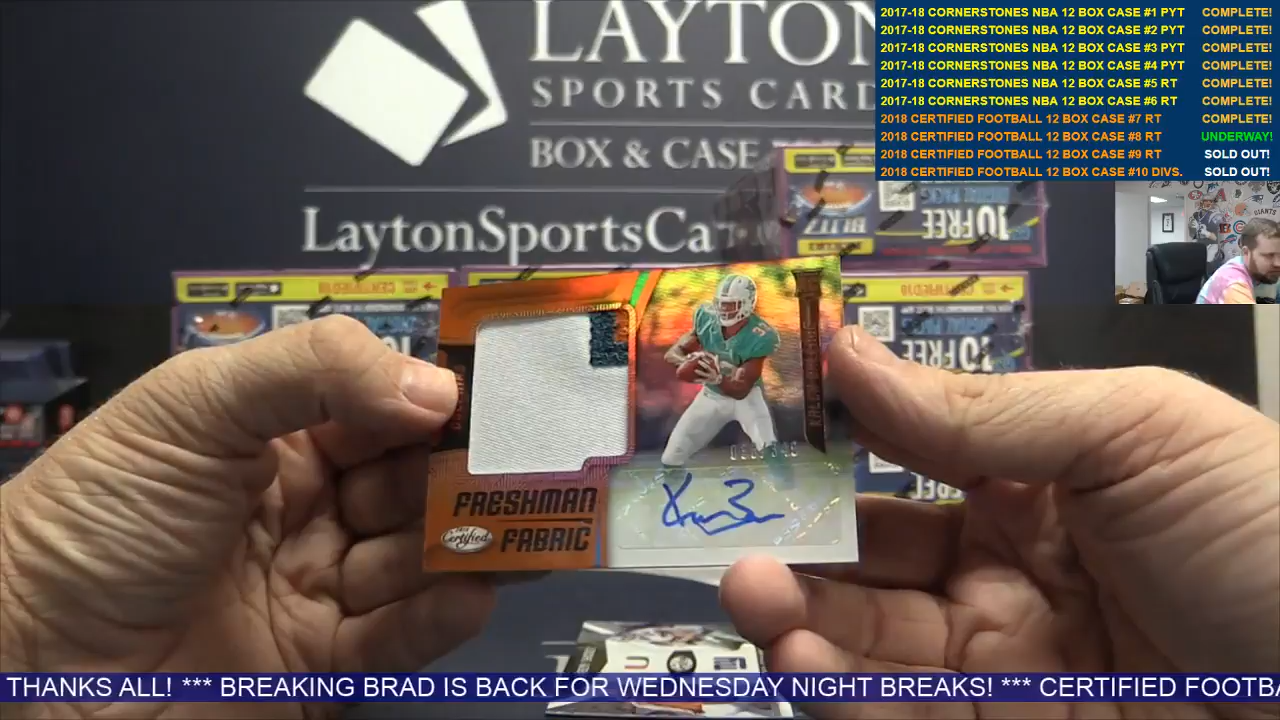 LAYTON
SPORTS CARD
BOX & CASE
LaytonSportsCa
2017-18 CORNERSTONES NBA 12 BOX CASE #1 PYT COMPLETE!
2017-18 CORNERSTONES NBA 12 BOX CASE #2 PYT COMPLETE!
2017-18 CORNERSTONES NBA 12 BOX CASE #3 PYT COMPLETE!
2017-18 CORNERSTONES NBA 12 BOX CASE #4 PYT COMPLETE!
2017-18 CORNERSTONES NBA 12 BOX CASE #5 RT COMPLETE!
2017-18 CORNERSTONES NBA 12 BOX CASE #6 RT COMPLETE!
2018 CERTIFIED FOOTBALL 12 BOX CASE #7 RT COMPLETE!
2018 CERTIFIED FOOTBALL 12 BOX CASE #8 RT UNDERWAY!
2018 CERTIFIED FOOTBALL 12 BOX CASE #9 RT SOLD OUT!
2018 CERTIFIED FOOTBALL 12 BOX CASE #10 DIVS. SOLD OUT!
GIANTS
BLITZ
10 FREE
10 FREE
FRESHMAN
FABRIC
Certified
THANKS ALL! *** BREAKING BRAD IS BACK FOR WEDNESDAY NIGHT BREAKS! *** CERTIFIED FOOTBA